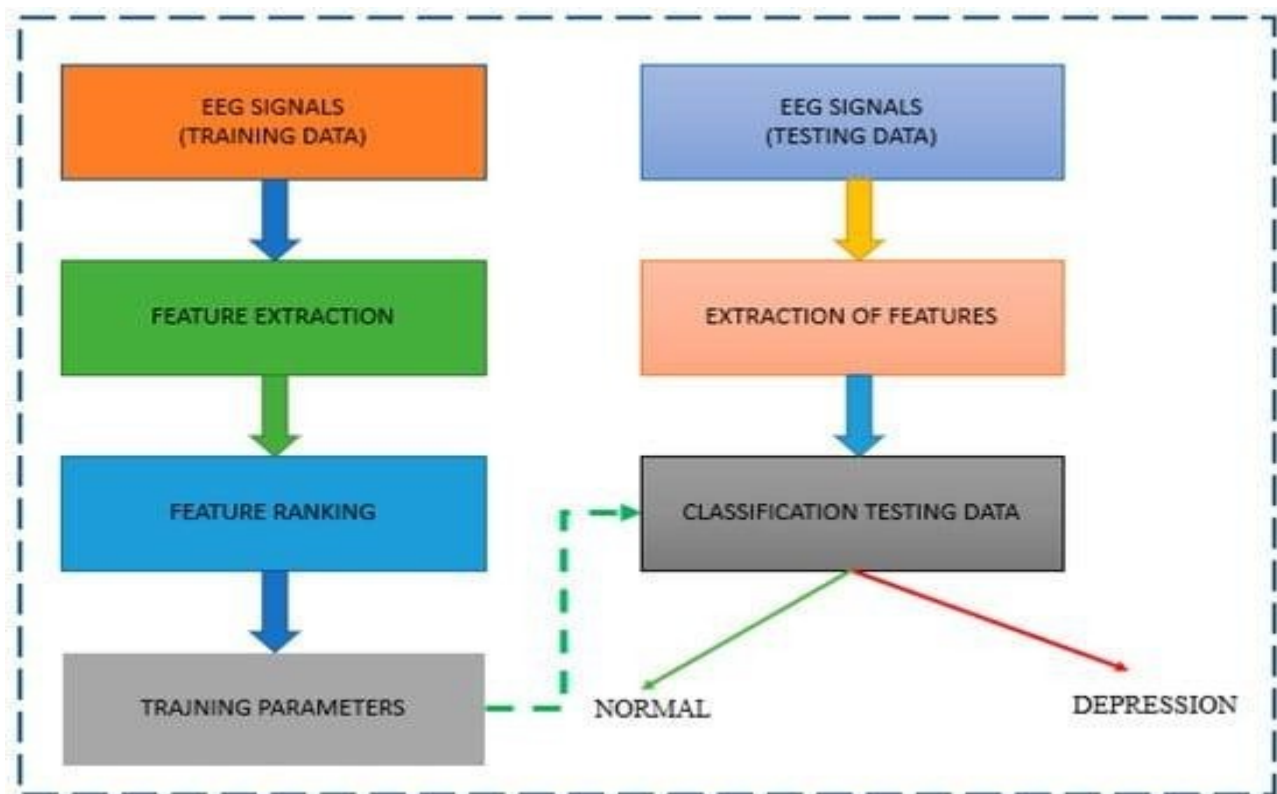 EEG SIGNALS
(TRAINING DATA)
FEATURE EXTRACTION
FEATURE RANKING
TRAJNING PARAMETERS
EEG SIGNALS
(TESTING DATA)
EXTRACTION OF FEATURES
CLASSIFICATION TESTING DATA
NORMAL
DEPRESSION